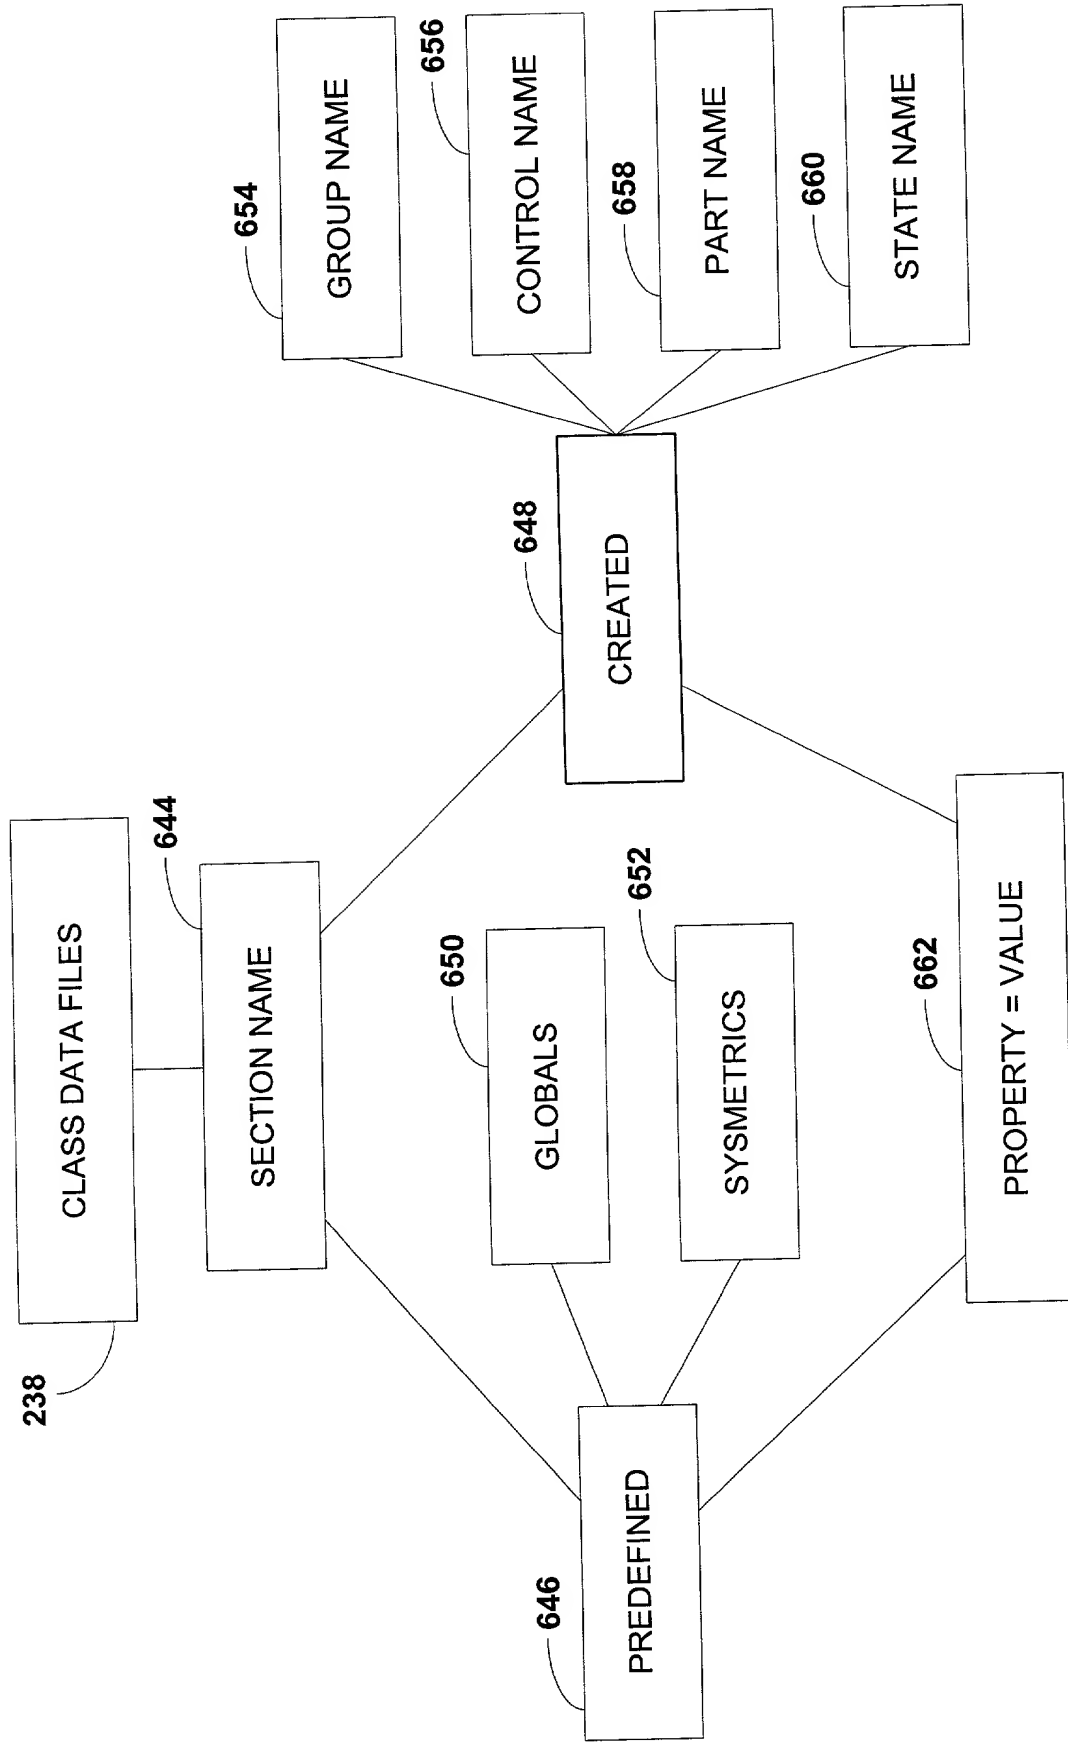 238
CLASS DATA FILES
644
SECTION NAME
646
PREDEFINED
650
GLOBALS
652
SYSMETRICS
648
CREATED
654
GROUP NAME
656
CONTROL NAME
658
PART NAME
660
STATE NAME
662
PROPERTY = VALUE